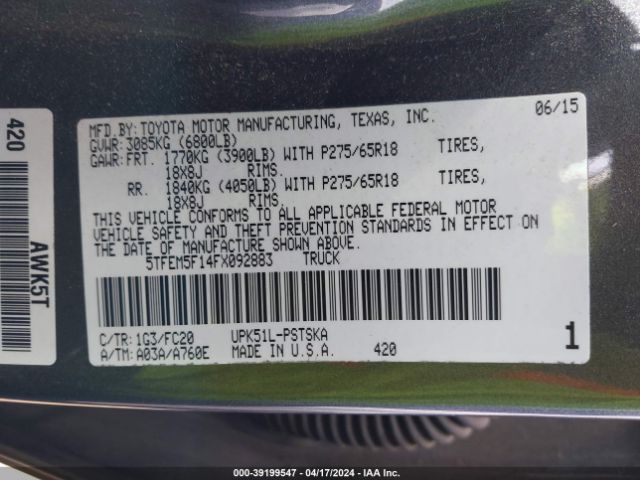 420
AWK5T
MFD.BY:TOYOTA MOTOR MANUFACTURING, TEXAS, INC. 06/15
GVWR:3085KG (6800LB)
GAWR:FRT. 1770KG (3900LB) WITH P275/65R18 TIRES,
18X8J RIMS.
RR. 1840KG (4050LB) WITH P275/65R18 TIRES,
18X8J RIMS.
THIS VEHICLE CONFORMS TO ALL APPLICABLE FEDERAL MOTOR
VEHICLE SAFETY AND THEFT PREVENTION STANDARDS IN EFFECT ON
THE DATE OF MANUFACTURE SHOWN ABOVE.
5TFEM5F14FX092883 TRUCK
C/TR:1G3/FC20 UPK51L-PSTSKA
A/TM:A03A/A760E MADE IN U.S.A. 420 1
000-39199547 - 04/17/2024 - IAA Inc.